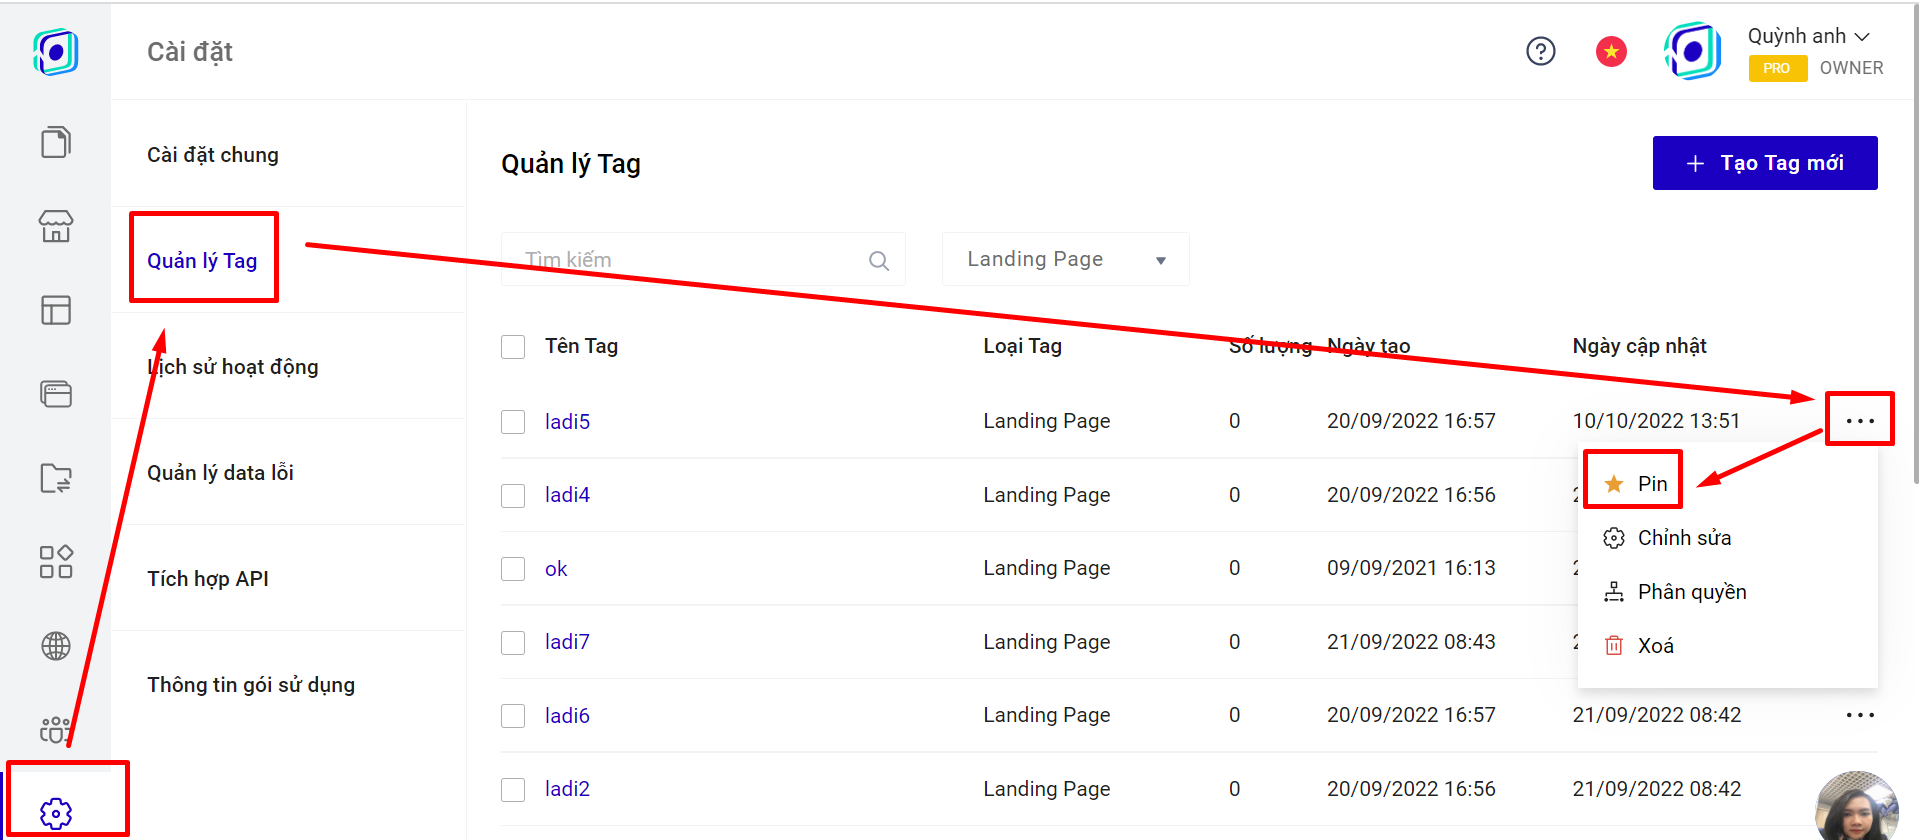 Cài đặt
Quỳnh anh
PRO OWNER
Cài đặt chung
Quản lý Tag
Lịch sử hoạt động
Quản lý data lỗi
Tích hợp API
Thông tin gói sử dụng
Quản lý Tag
+ Tạo Tag mới
Tìm kiếm
Landing Page
Tên Tag Loại Tag Số lượng Ngày tạo Ngày cập nhật
ladi5 Landing Page 0 20/09/2022 16:57 10/10/2022 13:51
ladi4 Landing Page 0 20/09/2022 16:56
ok Landing Page 0 09/09/2021 16:13
ladi7 Landing Page 0 21/09/2022 08:43
ladi6 Landing Page 0 20/09/2022 16:57 21/09/2022 08:42
ladi2 Landing Page 0 20/09/2022 16:56 21/09/2022 08:42
Pin
Chỉnh sửa
Phân quyền
Xoá